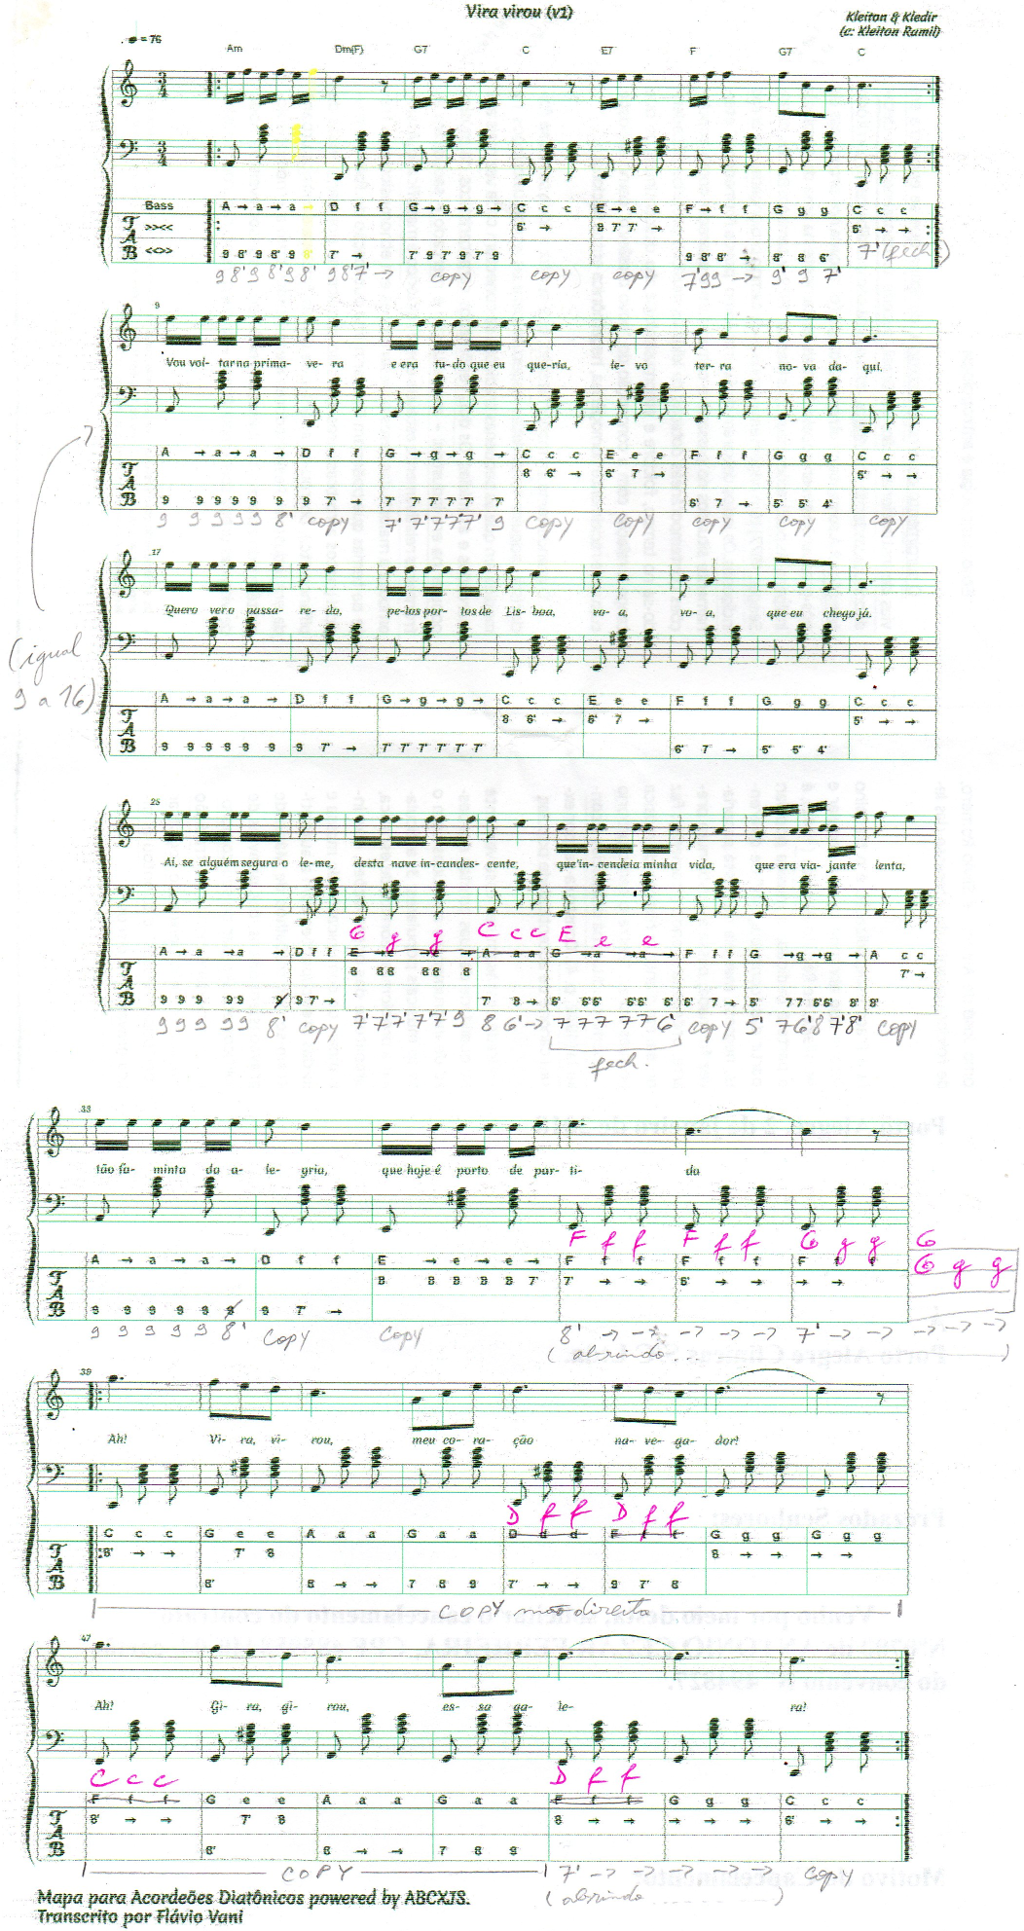 Vira virou (v1)
Kleiton & Kledir
(c: Kleiton Ramil)
= 76
Am Dm(F) G7 C E7 F G7 C
Bass A → a → a → D f f G → g → g → C c c E → e e F → f f G g g C c c
>><< 6' → 8 7' 7' → 6' → →
<<>> 9 8' 9 8' 9 8' 7' → 7' 9 7' 9 7' 9 9 8' 8' → 8' 8 6'
9 8' 9 8' 9 8' 9 8' 7 → copy copy copy 7' 9 9 → 9' 9 7' 7' (fech)
9
Vou vol- tar na prima- ve- ra e era tu- do que eu que-ria, le- vo ter- ra no- va da- qui,
A → a → a → D f f G → g → g → C c c E e e F f f G g g C c c
8 6' → 6' 7 → 5' → →
9 9 9 9 9 9 9 7' → 7' 7' 7' 7' 7' 7' 6' 7 → 5' 5' 4'
9 9 9 9 9 8' copy 7' 7' 7' 7' 7' 9 copy copy copy copy copy
17
Quero ver o passa- re- do, pe-los por- tos de Lis- boa, vo- a, vo- a, que eu chego já.
(igual
9 a 16)
A → a → a → D f f G → g → g → C c c E e e F f f G g g C c c
8 6' → 6' 7 → 5' → →
9 9 9 9 9 9 9 7' → 7' 7' 7' 7' 7' 7' 6' 7 → 5' 5' 4'
25
Ai, se alguém segura o le-me, desta nave in-candes- cente, que in- cendeia minha vida, que era via- jante lenta,
G g g C c c E e e
A → a → a → D f f E → e → e → A a a G → a → a → F f f G → g → g → A c c
8 8 8 8 8 8 7' →
9 9 9 9 9 9 9 7' → 7' 8 → 6' 6' 6' 6' 6' 6' 6' 7 → 5' 7 7 6' 6' 8' 8'
9 9 9 9 9 8' copy 7' 7' 7' 7' 7' 9 8 6' → 7 7 7 7 7 6' copy 5' 7 6' 8 7' 8' copy
fech.
33
tão fa- minta da a- le- gria, que hoje é porto de par- ti- da
F f f F f f G g g G
A → a → a → D f f E → e → e → F f f F f f F f f G g g
8 8 8 8 8 7' 7' → → 6' → → → →
9 9 9 9 9 9 9 7' →
9 9 9 9 9 8' copy copy 8' → → → → → 7' → → → → →
(abrindo... )
39
Ah! Vi- ra, vi- rou, meu co- ra- ção na- ve- ga- dor!
D f f D f f
C c c G e e A a a G a a D d d F f f G g g G g g
8' → → 7' 8 8 → → → →
6' 8 → → 7 8 9 7' → → 9 7' 8
COPY mão direita
47
Ah! Gi- ra, gi- rou, es- sa ga- le- ra!
C c c D f f
F f f G e e A a a G a a F f f G g g C c c
8' → → 7' 8 8 → → → → → 6' → →
6' 8 → → 7 8 9
COPY 7' → → → → → copy
(abrindo )
Mapa para Acordeões Diatônicos powered by ABCXJS.
Transcrito por Flávio Vani